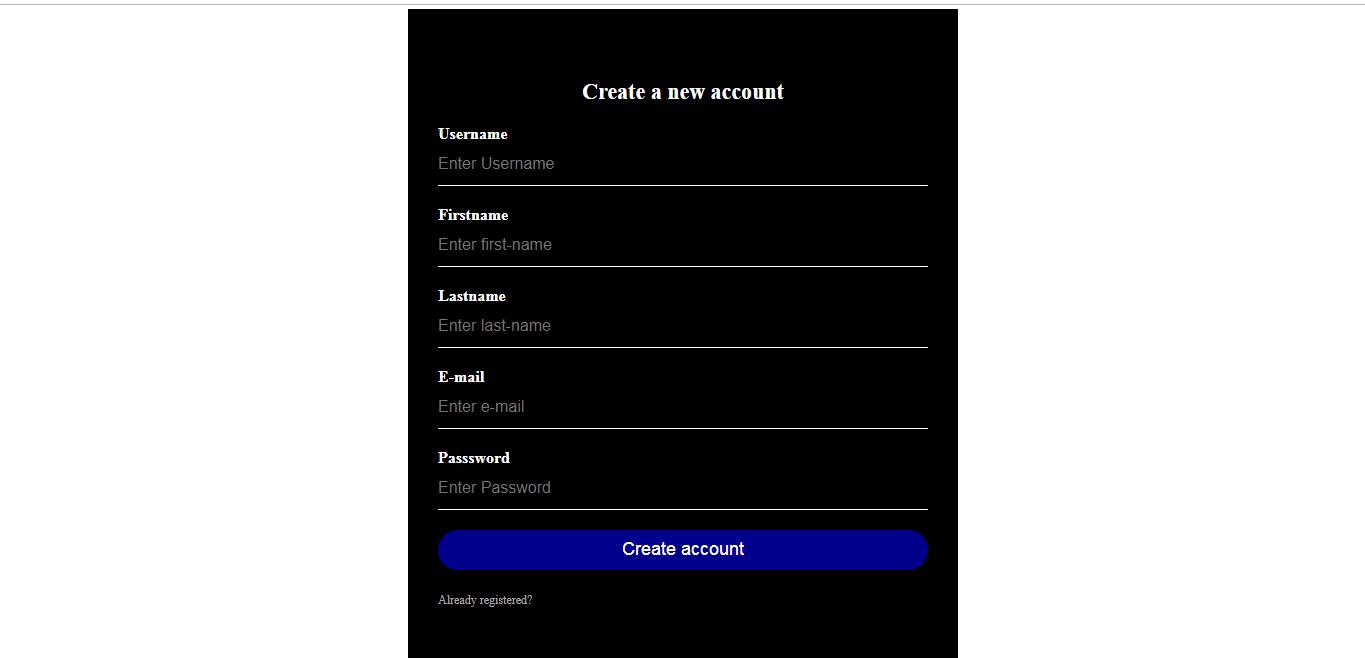 Create a new account
Username
Enter Username
Firstname
Enter first-name
Lastname
Enter last-name
E-mail
Enter e-mail
Passsword
Enter Password
Create account
Already registered?